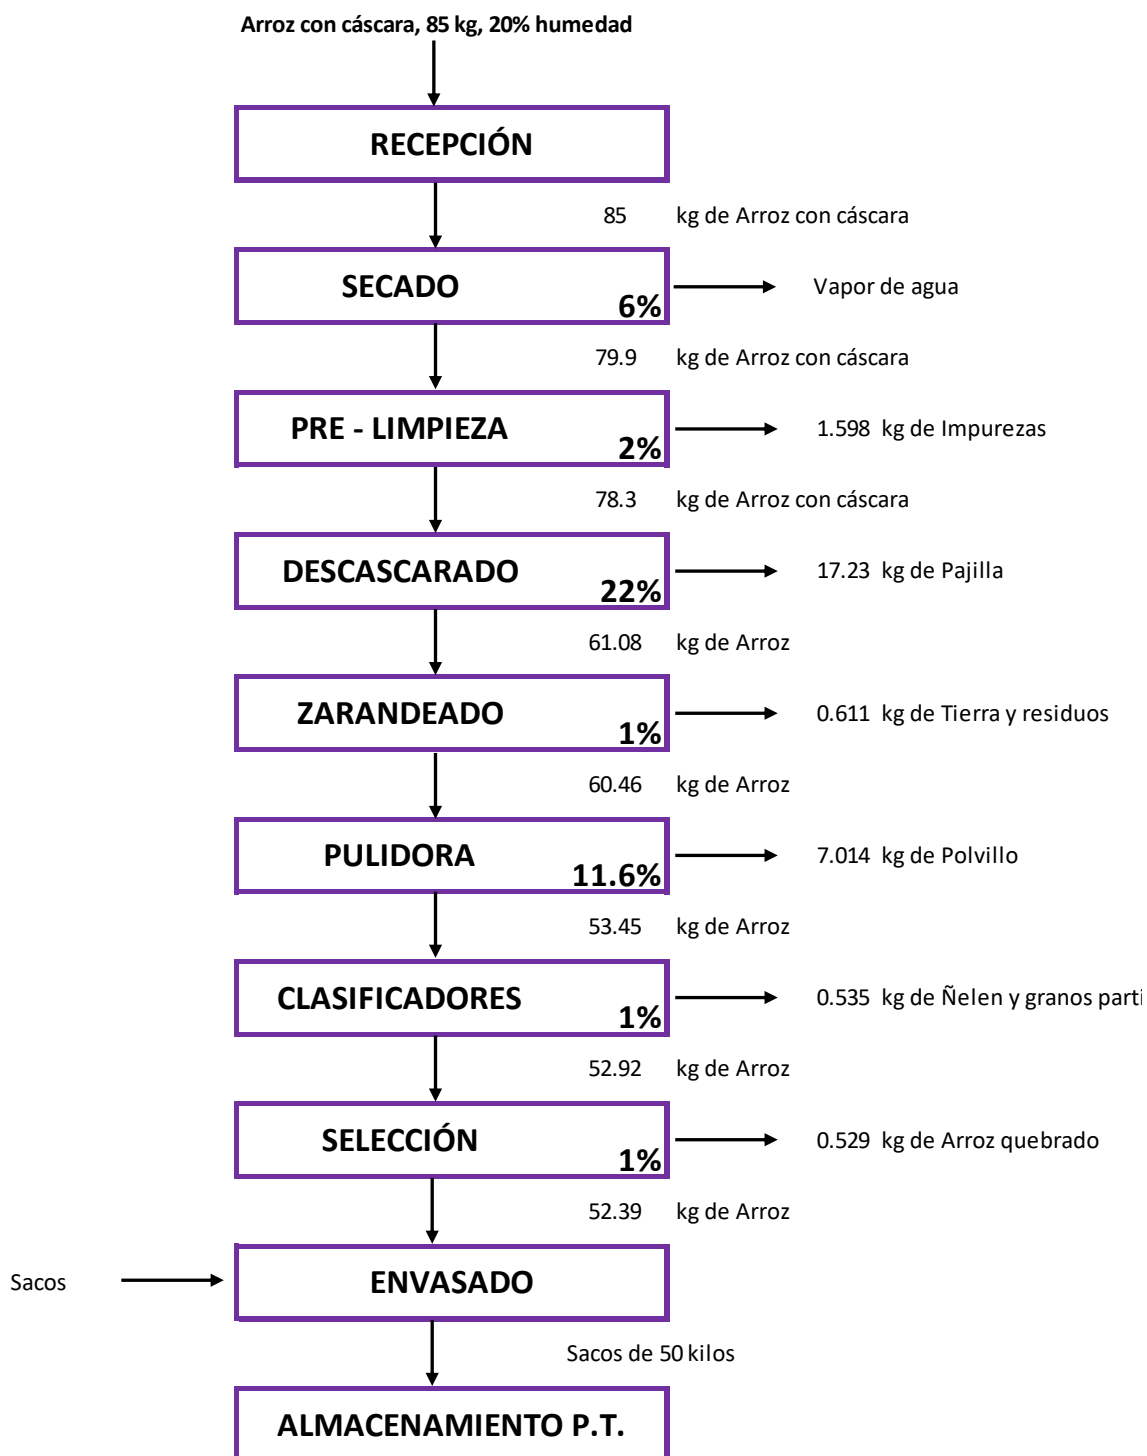 Arroz con cáscara, 85 kg, 20% humedad
RECEPCIÓN
85 kg de Arroz con cáscara
SECADO
6%
Vapor de agua
79.9 kg de Arroz con cáscara
PRE - LIMPIEZA
2%
1.598 kg de Impurezas
78.3 kg de Arroz con cáscara
DESCASCARADO
22%
17.23 kg de Pajilla
61.08 kg de Arroz
ZARANDEADO
1%
0.611 kg de Tierra y residuos
60.46 kg de Arroz
PULIDORA
11.6%
7.014 kg de Polvillo
53.45 kg de Arroz
CLASIFICADORES
1%
0.535 kg de Ñelen y granos parti
52.92 kg de Arroz
SELECCIÓN
1%
0.529 kg de Arroz quebrado
52.39 kg de Arroz
Sacos
ENVASADO
Sacos de 50 kilos
ALMACENAMIENTO P.T.